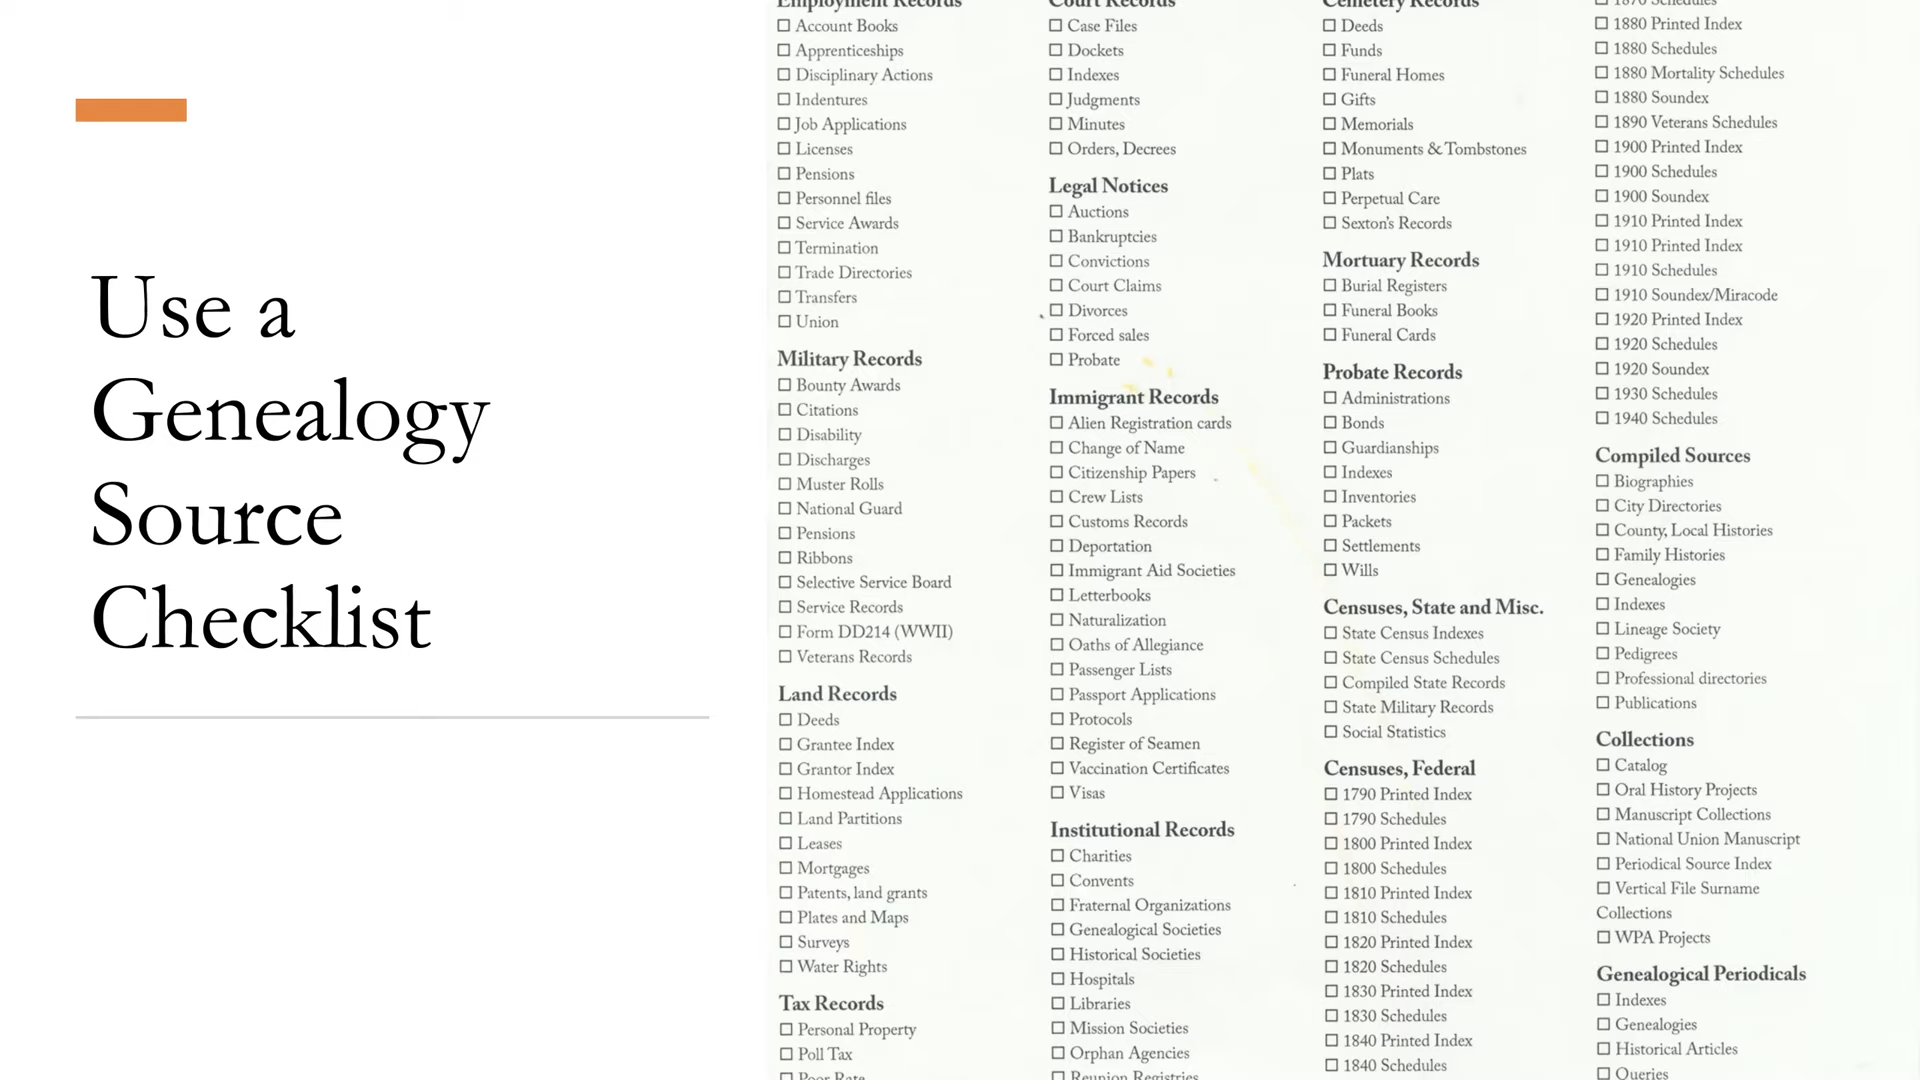 Use a
Genealogy
Source
Checklist
Employment Records
☐ Account Books
☐ Apprenticeships
☐ Disciplinary Actions
☐ Indentures
☐ Job Applications
☐ Licenses
☐ Pensions
☐ Personnel files
☐ Service Awards
☐ Termination
☐ Trade Directories
☐ Transfers
☐ Union
Military Records
☐ Bounty Awards
☐ Citations
☐ Disability
☐ Discharges
☐ Muster Rolls
☐ National Guard
☐ Pensions
☐ Ribbons
☐ Selective Service Board
☐ Service Records
☐ Form DD214 (WWII)
☐ Veterans Records
Land Records
☐ Deeds
☐ Grantee Index
☐ Grantor Index
☐ Homestead Applications
☐ Land Partitions
☐ Leases
☐ Mortgages
☐ Patents, land grants
☐ Plates and Maps
☐ Surveys
☐ Water Rights
Tax Records
☐ Personal Property
☐ Poll Tax
☐ Poor Rate
Court Records
☐ Case Files
☐ Dockets
☐ Indexes
☐ Judgments
☐ Minutes
☐ Orders, Decrees
Legal Notices
☐ Auctions
☐ Bankruptcies
☐ Convictions
☐ Court Claims
☐ Divorces
☐ Forced sales
☐ Probate
Immigrant Records
☐ Alien Registration cards
☐ Change of Name
☐ Citizenship Papers
☐ Crew Lists
☐ Customs Records
☐ Deportation
☐ Immigrant Aid Societies
☐ Letterbooks
☐ Naturalization
☐ Oaths of Allegiance
☐ Passenger Lists
☐ Passport Applications
☐ Protocols
☐ Register of Seamen
☐ Vaccination Certificates
☐ Visas
Institutional Records
☐ Charities
☐ Convents
☐ Fraternal Organizations
☐ Genealogical Societies
☐ Historical Societies
☐ Hospitals
☐ Libraries
☐ Mission Societies
☐ Orphan Agencies
☐ Reunion Registries
Cemetery Records
☐ Deeds
☐ Funds
☐ Funeral Homes
☐ Gifts
☐ Memorials
☐ Monuments & Tombstones
☐ Plats
☐ Perpetual Care
☐ Sexton's Records
Mortuary Records
☐ Burial Registers
☐ Funeral Books
☐ Funeral Cards
Probate Records
☐ Administrations
☐ Bonds
☐ Guardianships
☐ Indexes
☐ Inventories
☐ Packets
☐ Settlements
☐ Wills
Censuses, State and Misc.
☐ State Census Indexes
☐ State Census Schedules
☐ Compiled State Records
☐ State Military Records
☐ Social Statistics
Censuses, Federal
☐ 1790 Printed Index
☐ 1790 Schedules
☐ 1800 Printed Index
☐ 1800 Schedules
☐ 1810 Printed Index
☐ 1810 Schedules
☐ 1820 Printed Index
☐ 1820 Schedules
☐ 1830 Printed Index
☐ 1830 Schedules
☐ 1840 Printed Index
☐ 1840 Schedules
☐ 1870 Schedules
☐ 1880 Printed Index
☐ 1880 Schedules
☐ 1880 Mortality Schedules
☐ 1880 Soundex
☐ 1890 Veterans Schedules
☐ 1900 Printed Index
☐ 1900 Schedules
☐ 1900 Soundex
☐ 1910 Printed Index
☐ 1910 Printed Index
☐ 1910 Schedules
☐ 1910 Soundex/Miracode
☐ 1920 Printed Index
☐ 1920 Schedules
☐ 1920 Soundex
☐ 1930 Schedules
☐ 1940 Schedules
Compiled Sources
☐ Biographies
☐ City Directories
☐ County, Local Histories
☐ Family Histories
☐ Genealogies
☐ Indexes
☐ Lineage Society
☐ Pedigrees
☐ Professional directories
☐ Publications
Collections
☐ Catalog
☐ Oral History Projects
☐ Manuscript Collections
☐ National Union Manuscript
☐ Periodical Source Index
☐ Vertical File Surname
Collections
☐ WPA Projects
Genealogical Periodicals
☐ Indexes
☐ Genealogies
☐ Historical Articles
☐ Queries